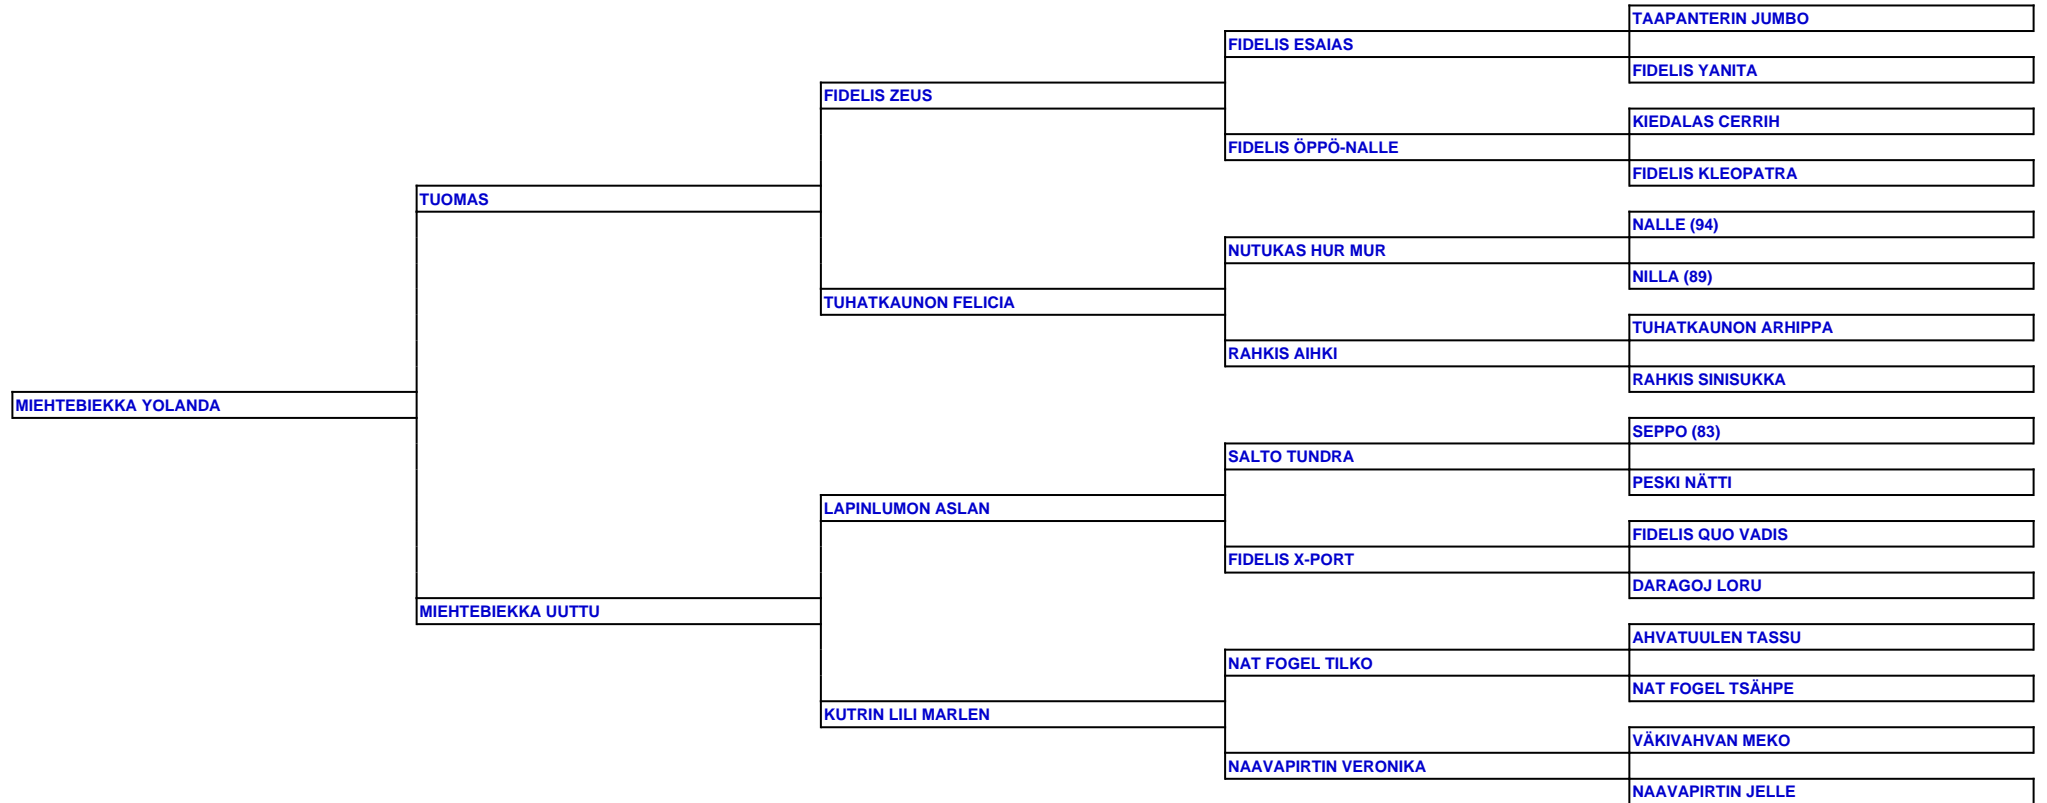 TAAPANTERIN JUMBO
FIDELIS ESAIAS
FIDELIS YANITA
FIDELIS ZEUS
KIEDALAS CERRIH
FIDELIS ÖPPÖ-NALLE
FIDELIS KLEOPATRA
TUOMAS
NALLE (94)
NUTUKAS HUR MUR
NILLA (89)
TUHATKAUNON FELICIA
TUHATKAUNON ARHIPPA
RAHKIS AIHKI
RAHKIS SINISUKKA
MIEHTEBIEKKA YOLANDA
SEPPO (83)
SALTO TUNDRA
PESKI NÄTTI
LAPINLUMON ASLAN
FIDELIS QUO VADIS
FIDELIS X-PORT
DARAGOJ LORU
MIEHTEBIEKKA UUTTU
AHVATUULEN TASSU
NAT FOGEL TILKO
NAT FOGEL TSÄHPE
KUTRIN LILI MARLEN
VÄKIVAHVAN MEKO
NAAVAPIRTIN VERONIKA
NAAVAPIRTIN JELLE